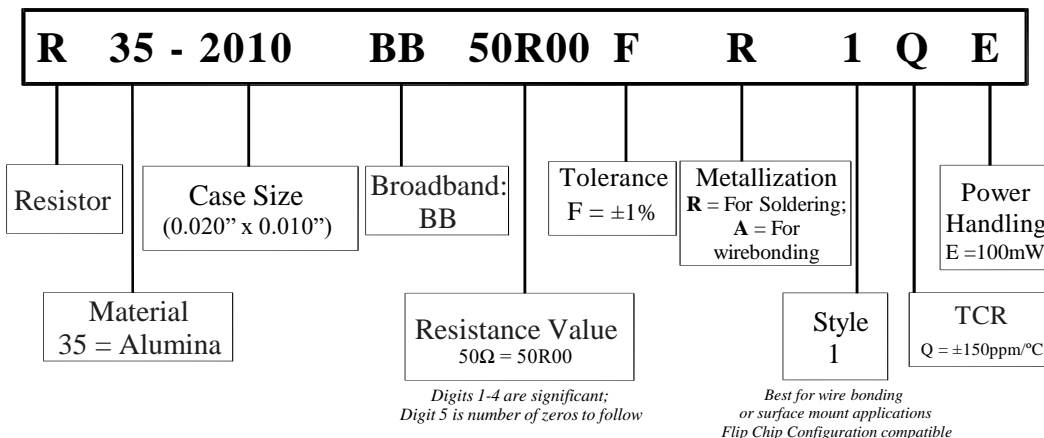 R 35 - 2010 BB 50R00 F R 1 Q E
Resistor
Case Size
(0.020” x 0.010”)
Broadband:
BB
Tolerance
F = ±1%
Metallization
R = For Soldering;
A = For
wirebonding
Power
Handling
E =100mW
Material
35 = Alumina
Resistance Value
50Ω = 50R00
Digits 1-4 are significant;
Digit 5 is number of zeros to follow
Style
1
Best for wire bonding
or surface mount applications
Flip Chip Configuration compatible
TCR
Q = ±150ppm/ºC